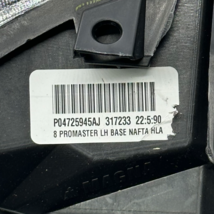 P04725945AJ 317233 22:5:90
8 PROMASTER LH BASE NAFTA HLA